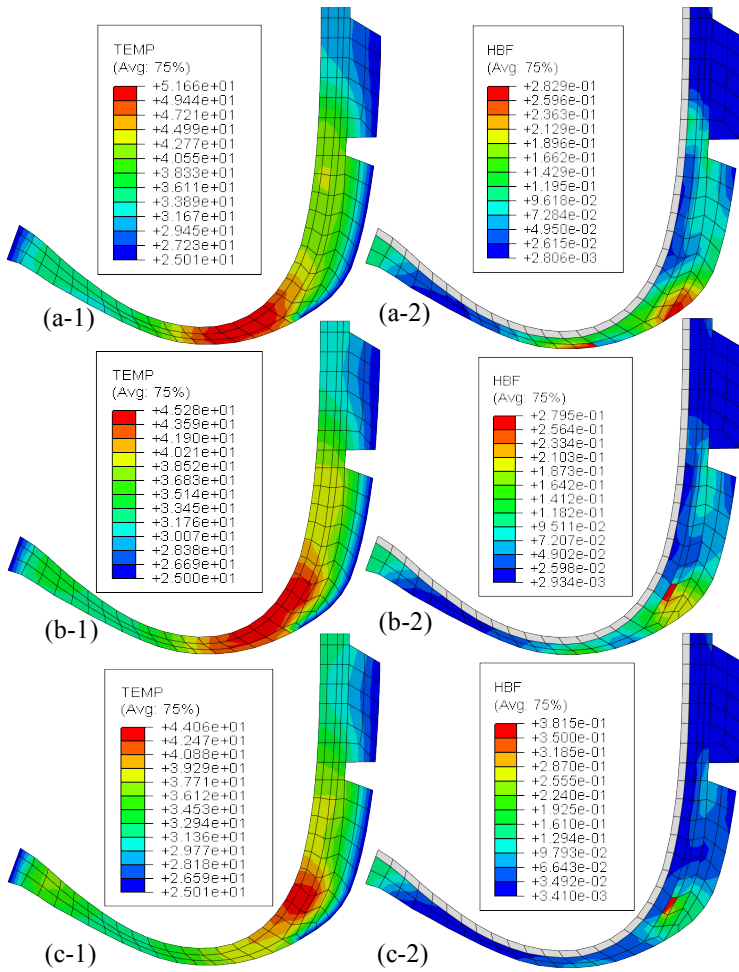 TEMP
(Avg: 75%)
+5.166e+01
+4.944e+01
+4.721e+01
+4.499e+01
+4.277e+01
+4.055e+01
+3.833e+01
+3.611e+01
+3.389e+01
+3.167e+01
+2.945e+01
+2.723e+01
+2.501e+01
(a-1)
HBF
(Avg: 75%)
+2.829e-01
+2.596e-01
+2.363e-01
+2.129e-01
+1.896e-01
+1.662e-01
+1.429e-01
+1.195e-01
+9.618e-02
+7.284e-02
+4.950e-02
+2.615e-02
+2.806e-03
(a-2)
TEMP
(Avg: 75%)
+4.528e+01
+4.359e+01
+4.190e+01
+4.021e+01
+3.852e+01
+3.683e+01
+3.514e+01
+3.345e+01
+3.176e+01
+3.007e+01
+2.838e+01
+2.669e+01
+2.500e+01
(b-1)
HBF
(Avg: 75%)
+2.795e-01
+2.564e-01
+2.334e-01
+2.103e-01
+1.873e-01
+1.642e-01
+1.412e-01
+1.182e-01
+9.511e-02
+7.207e-02
+4.902e-02
+2.598e-02
+2.934e-03
(b-2)
TEMP
(Avg: 75%)
+4.406e+01
+4.247e+01
+4.088e+01
+3.929e+01
+3.771e+01
+3.612e+01
+3.453e+01
+3.294e+01
+3.136e+01
+2.977e+01
+2.818e+01
+2.659e+01
+2.501e+01
(c-1)
HBF
(Avg: 75%)
+3.815e-01
+3.500e-01
+3.185e-01
+2.870e-01
+2.555e-01
+2.240e-01
+1.925e-01
+1.610e-01
+1.294e-01
+9.793e-02
+6.643e-02
+3.492e-02
+3.410e-03
(c-2)